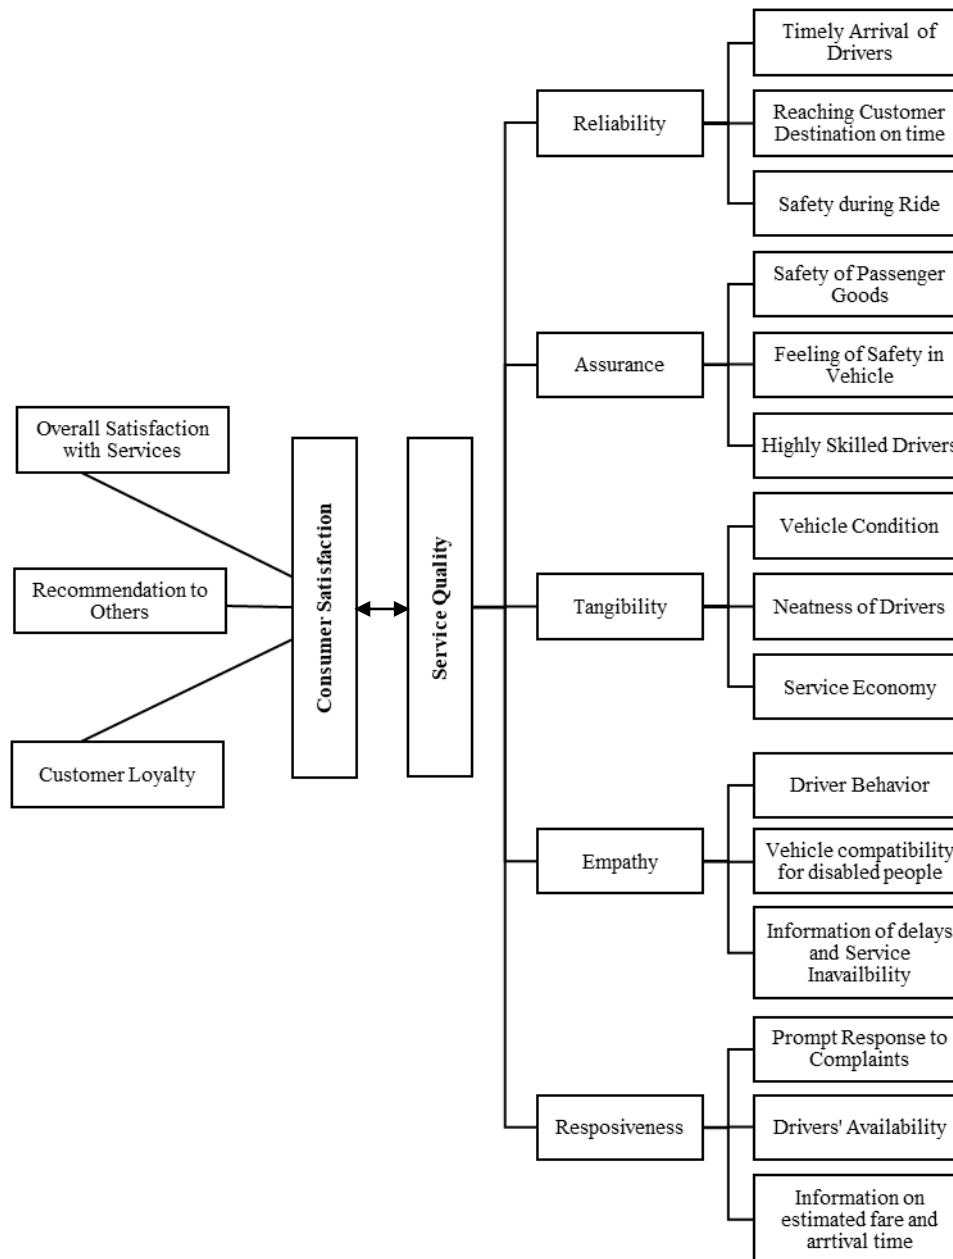 Timely Arrival of
Drivers
Reliability
Reaching Customer
Destination on time
Safety during Ride
Safety of Passenger
Goods
Assurance
Feeling of Safety in
Vehicle
Highly Skilled Drivers
Overall Satisfaction
with Services
Recommendation to
Others
Customer Loyalty
Consumer Satisfaction
Service Quality
Vehicle Condition
Tangibility
Neatness of Drivers
Service Economy
Driver Behavior
Empathy
Vehicle compatibility
for disabled people
Information of delays
and Service
Inavailbility
Prompt Response to
Complaints
Resposiveness
Drivers' Availability
Information on
estimated fare and
arrtival time